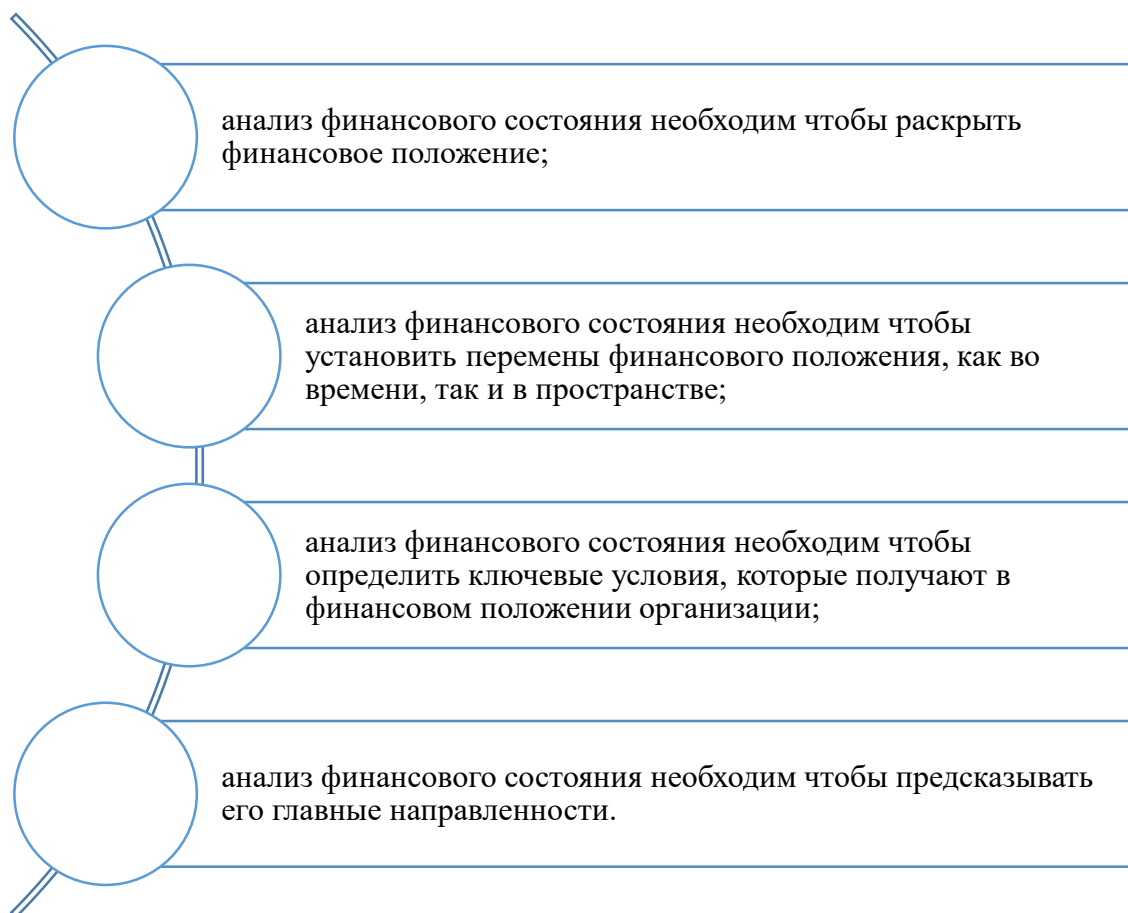 анализ финансового состояния необходим чтобы раскрыть
финансовое положение;
анализ финансового состояния необходим чтобы
установить перемены финансового положения, как во
времени, так и в пространстве;
анализ финансового состояния необходим чтобы
определить ключевые условия, которые получают в
финансовом положении организации;
анализ финансового состояния необходим чтобы предсказывать
его главные направленности.